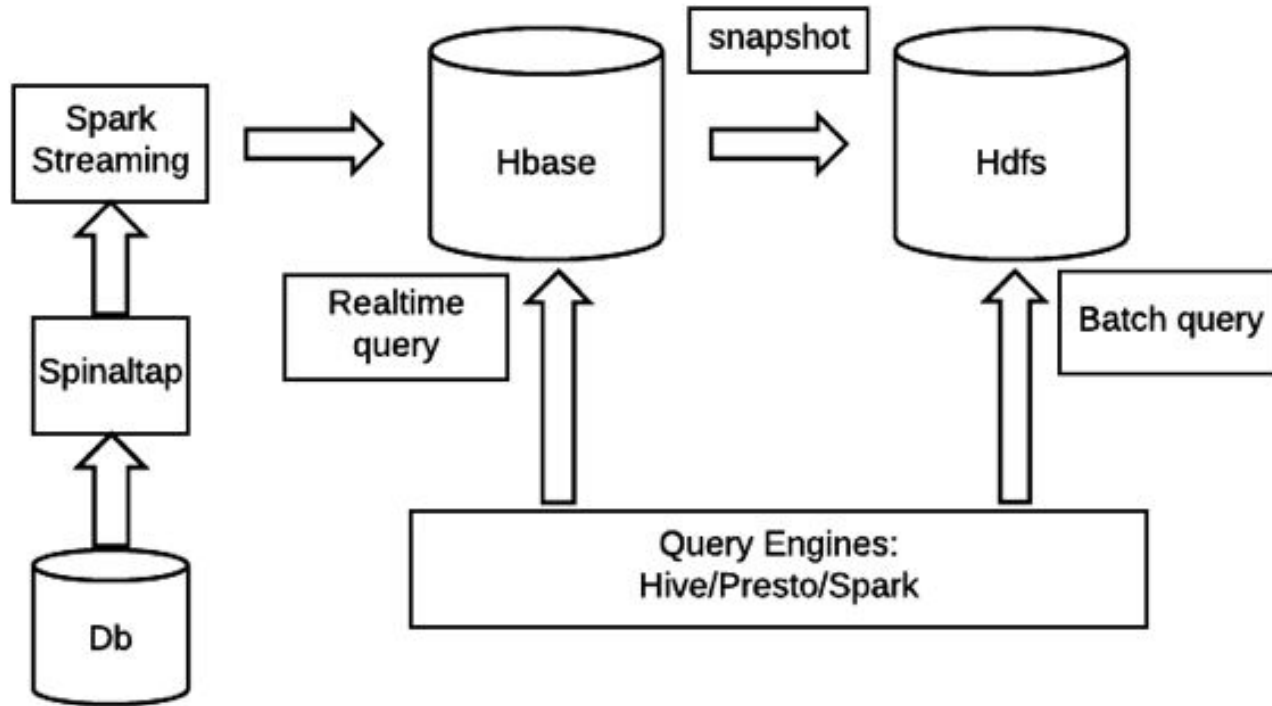 snapshot
Spark
Streaming
Hbase
Hdfs
Realtime
query
Batch query
Spinaltap
Query Engines:
Hive/Presto/Spark
Db